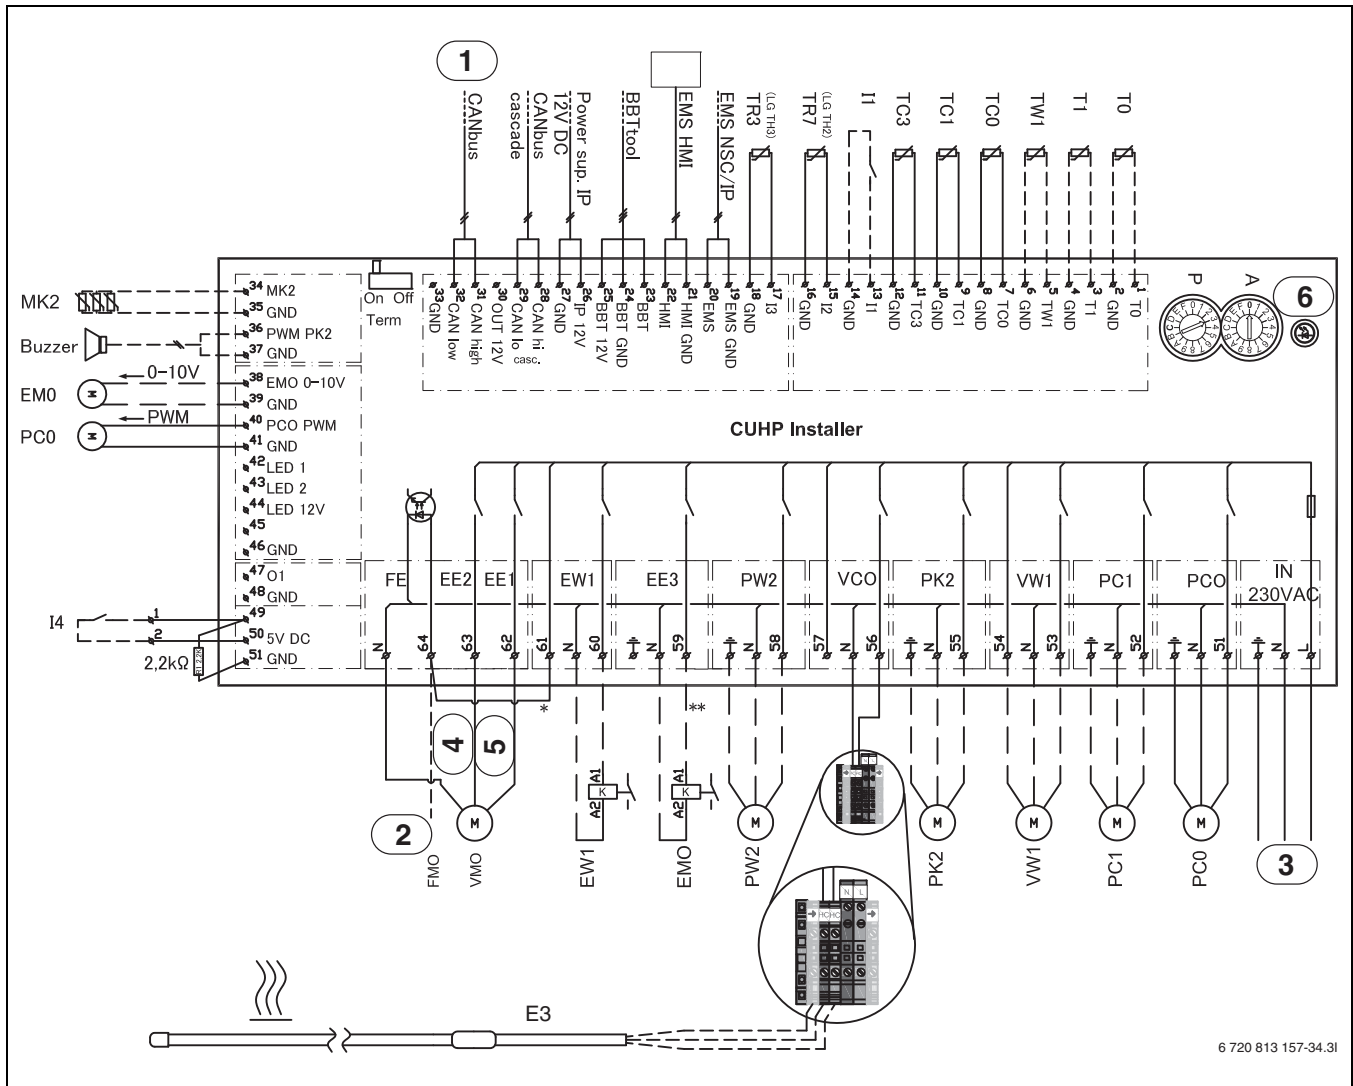 1
CANbus
CANbus
cascade
Power sup. IP
12V DC
BBTtool
EMS HMI
EMS NSC/IP
TR3
(LG TH3)
TR7
(LG TH2)
I1
TC3
TC1
TC0
TW1
T1
T0
33 GND
32 CAN low
31 CAN high
30 OUT 12V
29 CAN lo
28 CAN hi
casc.
27 GND
26 IP 12V
25 BBT 12V
24 BBT GND
23 BBT
22 HMI
21 HMI GND
20 EMS
19 EMS GND
18 GND
17 I3
16 GND
15 I2
14 GND
13 I1
12 GND
11 TC3
10 GND
9 TC1
8 GND
7 TC0
6 GND
5 TW1
4 GND
3 T1
2 GND
1 T0
P
A
6
On Off
Term
MK2
34 MK2
35 GND
Buzzer
36 PWM PK2
37 GND
0-10V
EM0
38 EMO 0-10V
39 GND
PWM
PC0
40 PCO PWM
41 GND
42 LED 1
43 LED 2
44 LED 12V
45
46 GND
47 O1
48 GND
49
50 5V DC
51 GND
I4
1
2
2,2kΩ
R 2.2K
CUHP Installer
FE
EE2
EE1
EW1
EE3
PW2
VCO
PK2
VW1
PC1
PCO
IN
230VAC
N
64
63
62
61
N
60
N
59
N
58
57
N
56
N
55
54
N
53
N
52
N
51
N
L
*
**
4
5
2
3
FMO
VMO
M
EW1
A1
K
A2
EMO
A1
K
A2
PW2
M
PK2
M
VW1
M
PC1
M
PC0
M
N L
HC HC
E3
6 720 813 157-34.3I